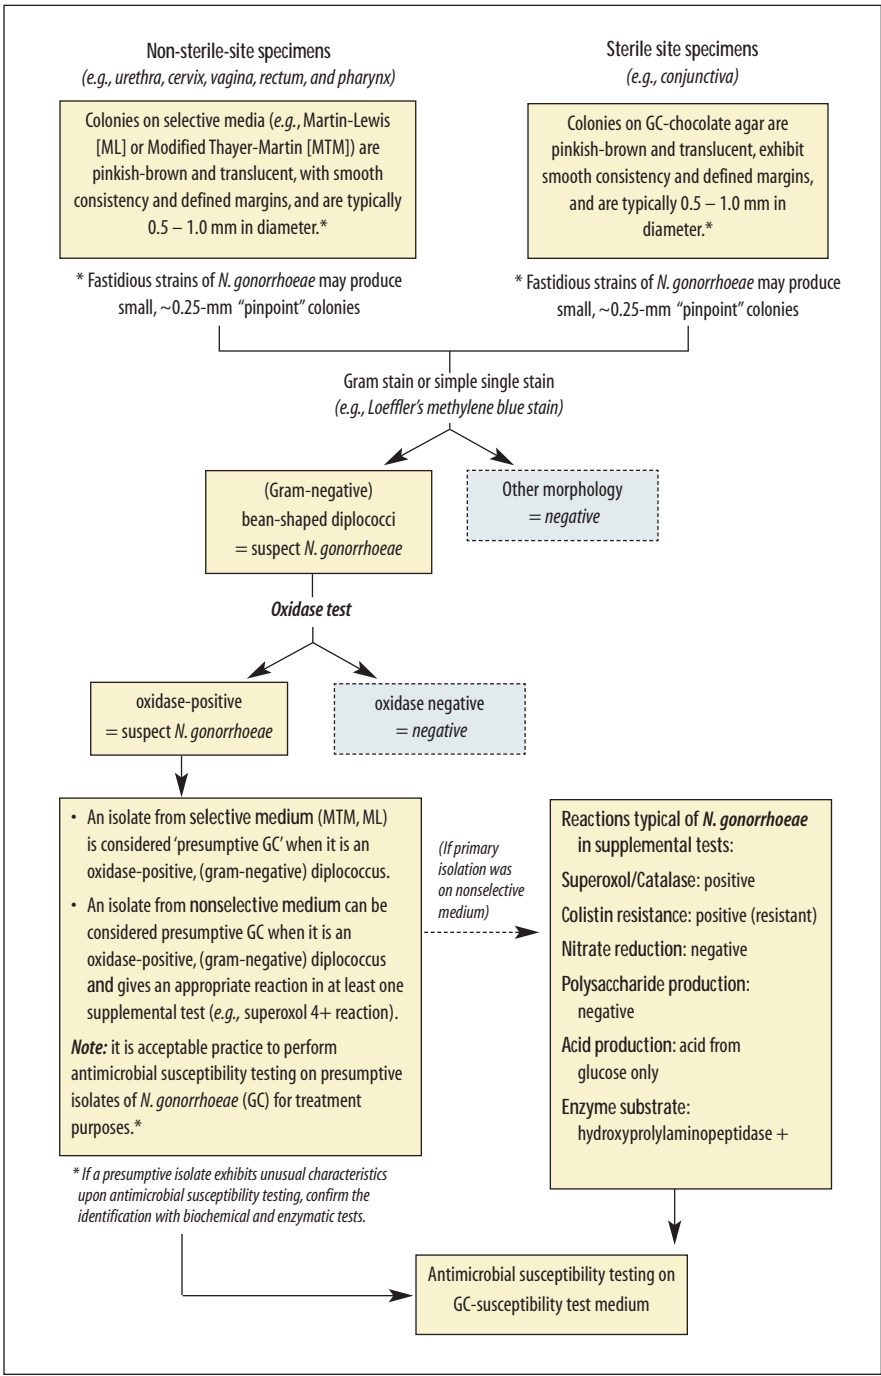 Non-sterile-site specimens
(e.g., urethra, cervix, vagina, rectum, and pharynx)
Colonies on selective media (e.g., Martin-Lewis
[ML] or Modified Thayer-Martin [MTM]) are
pinkish-brown and translucent, with smooth
consistency and defined margins, and are typically
0.5 – 1.0 mm in diameter.*
* Fastidious strains of N. gonorrhoeae may produce
small, ~0.25-mm “pinpoint” colonies
Sterile site specimens
(e.g., conjunctiva)
Colonies on GC-chocolate agar are
pinkish-brown and translucent, exhibit
smooth consistency and defined margins,
and are typically 0.5 – 1.0 mm in
diameter.*
* Fastidious strains of N. gonorrhoeae may produce
small, ~0.25-mm “pinpoint” colonies
Gram stain or simple single stain
(e.g., Loeffler’s methylene blue stain)
(Gram-negative)
bean-shaped diplococci
= suspect N. gonorrhoeae
Other morphology
= negative
Oxidase test
oxidase-positive
= suspect N. gonorrhoeae
oxidase negative
= negative
• An isolate from selective medium (MTM, ML)
is considered ‘presumptive GC’ when it is an
oxidase-positive, (gram-negative) diplococcus.
• An isolate from nonselective medium can be
considered presumptive GC when it is an
oxidase-positive, (gram-negative) diplococcus
and gives an appropriate reaction in at least one
supplemental test (e.g., superoxol 4+ reaction).
Note: it is acceptable practice to perform
antimicrobial susceptibility testing on presumptive
isolates of N. gonorrhoeae (GC) for treatment
purposes.*
(If primary
isolation was
on nonselective
medium)
Reactions typical of N. gonorrhoeae
in supplemental tests:
Superoxol/Catalase: positive
Colistin resistance: positive (resistant)
Nitrate reduction: negative
Polysaccharide production:
negative
Acid production: acid from
glucose only
Enzyme substrate:
hydroxyprolylaminopeptidase +
* If a presumptive isolate exhibits unusual characteristics
upon antimicrobial susceptibility testing, confirm the
identification with biochemical and enzymatic tests.
Antimicrobial susceptibility testing on
GC-susceptibility test medium